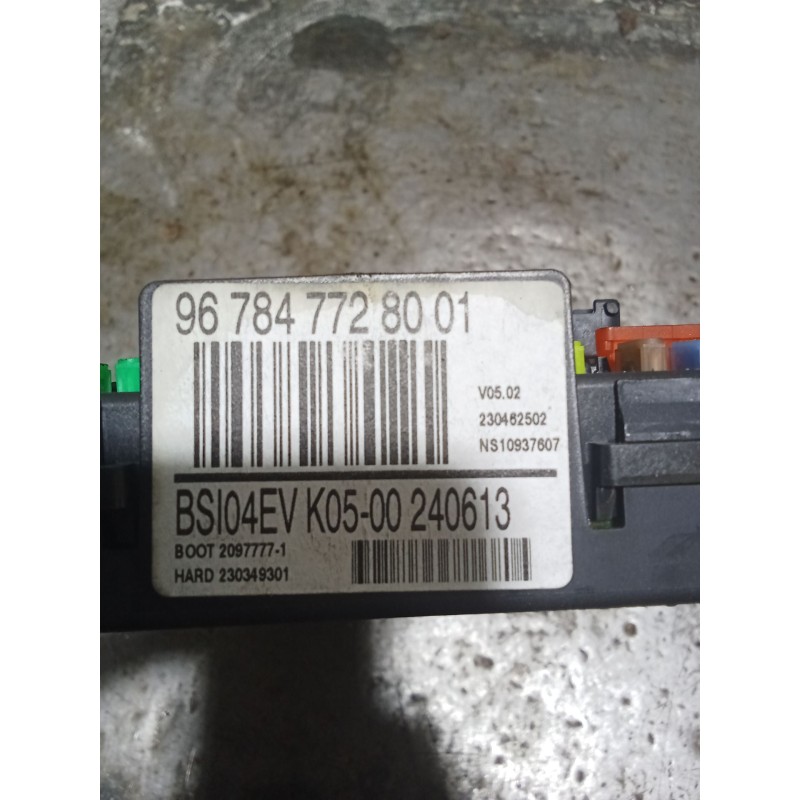 96 784 772 80 01
V05.02
230462502
NS10937607
BSI04EV K05-00 240613
BOOT 2097777-1
HARD 230349301